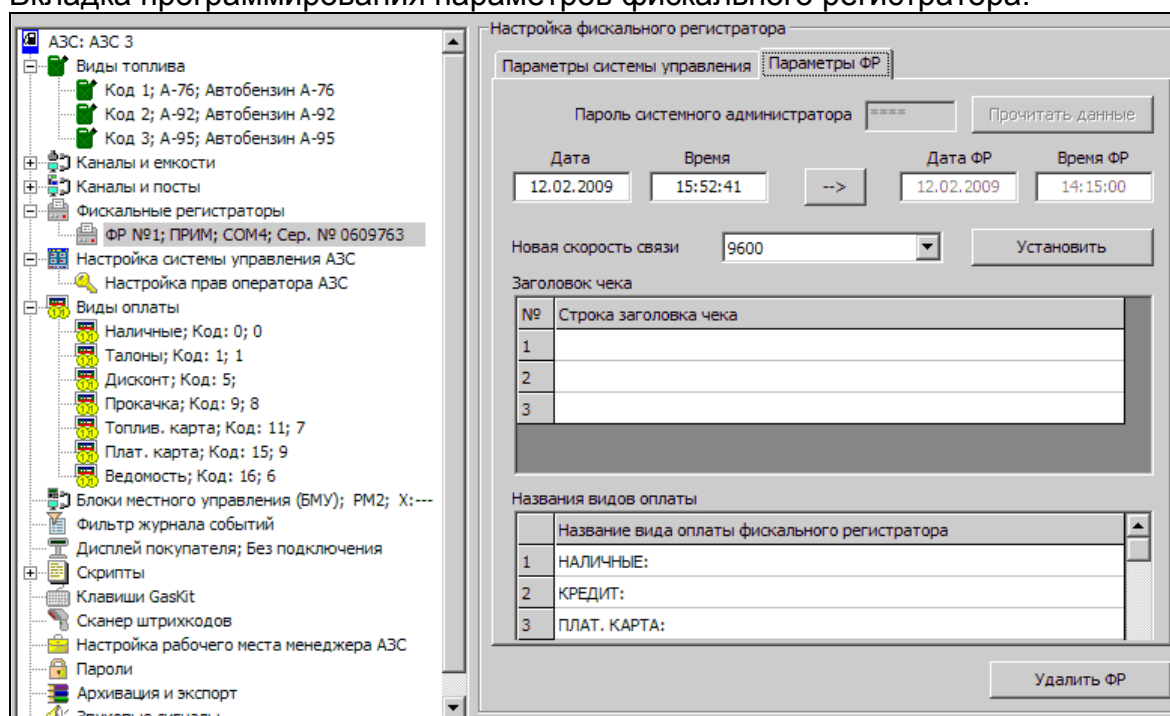 Вкладка программирования параметров фискального регистратора:
АЗС: АЗС 3
Виды топлива
Код 1; А-76; Автобензин А-76
Код 2; А-92; Автобензин А-92
Код 3; А-95; Автобензин А-95
Каналы и емкости
Каналы и посты
Фискальные регистраторы
ФР №1; ПРИМ; COM4; Сер. № 0609763
Настройка системы управления АЗС
Настройка прав оператора АЗС
Виды оплаты
Наличные; Код: 0; 0
Талоны; Код: 1; 1
Дисконт; Код: 5;
Прокачка; Код: 9; 8
Топлив. карта; Код: 11; 7
Плат. карта; Код: 15; 9
Ведомость; Код: 16; 6
Блоки местного управления (БМУ); РМ2; X:---
Фильтр журнала событий
Дисплей покупателя; Без подключения
Скрипты
Клавиши GasKit
Сканер штрихкодов
Настройка рабочего места менеджера АЗС
Пароли
Архивация и экспорт
Звуковые сигналы
Настройка фискального регистратора
Параметры системы управления Параметры ФР
Пароль системного администратора **** Прочитать данные
Дата Время Дата ФР Время ФР
12.02.2009 15:52:41 --> 12.02.2009 14:15:00
Новая скорость связи 9600 Установить
Заголовок чека
№ Строка заголовка чека
1
2
3
Названия видов оплаты
Название вида оплаты фискального регистратора
1 НАЛИЧНЫЕ:
2 КРЕДИТ:
3 ПЛАТ. КАРТА:
Удалить ФР